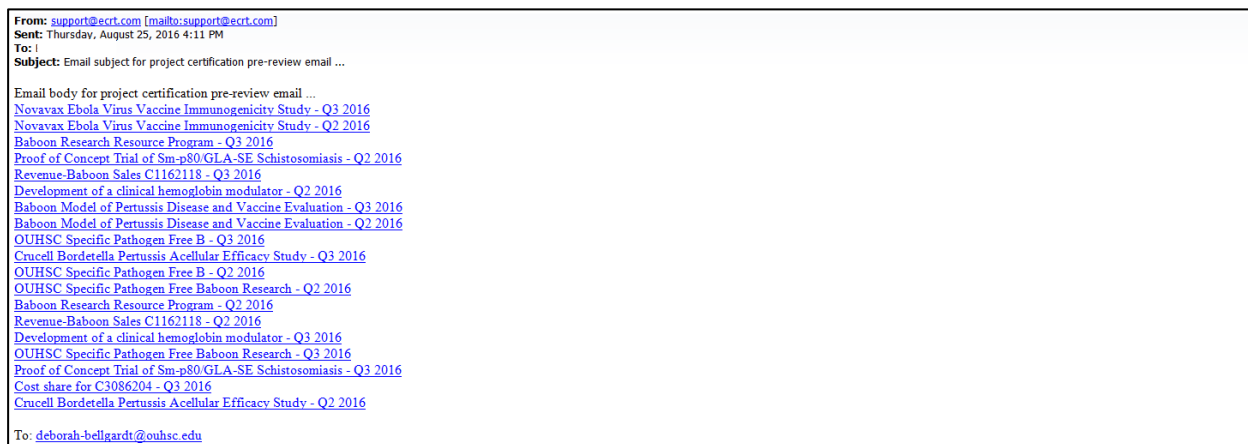 From: support@ecrt.com [mailto:support@ecrt.com]
Sent: Thursday, August 25, 2016 4:11 PM
To: l
Subject: Email subject for project certification pre-review email ...
Email body for project certification pre-review email ...
Novavax Ebola Virus Vaccine Immunogenicity Study - Q3 2016
Novavax Ebola Virus Vaccine Immunogenicity Study - Q2 2016
Baboon Research Resource Program - Q3 2016
Proof of Concept Trial of Sm-p80/GLA-SE Schistosomiasis - Q2 2016
Revenue-Baboon Sales C1162118 - Q3 2016
Development of a clinical hemoglobin modulator - Q2 2016
Baboon Model of Pertussis Disease and Vaccine Evaluation - Q3 2016
Baboon Model of Pertussis Disease and Vaccine Evaluation - Q2 2016
OUHSC Specific Pathogen Free B - Q3 2016
Crucell Bordetella Pertussis Acellular Efficacy Study - Q3 2016
OUHSC Specific Pathogen Free B - Q2 2016
OUHSC Specific Pathogen Free Baboon Research - Q2 2016
Baboon Research Resource Program - Q2 2016
Revenue-Baboon Sales C1162118 - Q2 2016
Development of a clinical hemoglobin modulator - Q3 2016
OUHSC Specific Pathogen Free Baboon Research - Q3 2016
Proof of Concept Trial of Sm-p80/GLA-SE Schistosomiasis - Q3 2016
Cost share for C3086204 - Q3 2016
Crucell Bordetella Pertussis Acellular Efficacy Study - Q2 2016
To: deborah-bellgardt@ouhsc.edu